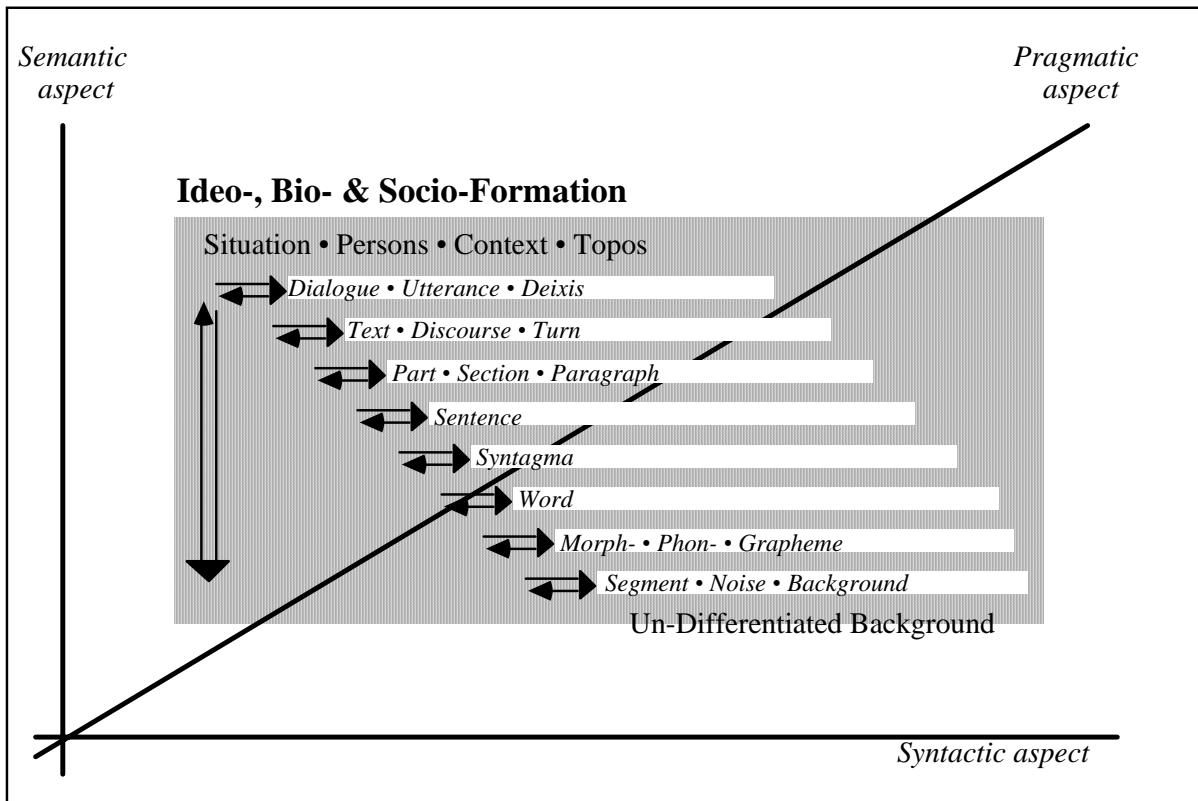 Semantic
aspect
Pragmatic
aspect
Ideo-, Bio- & Socio-Formation
Situation • Persons • Context • Topos
Dialogue • Utterance • Deixis
Text • Discourse • Turn
Part • Section • Paragraph
Sentence
Syntagma
Word
Morph- • Phon- • Grapheme
Segment • Noise • Background
Un-Differentiated Background
Syntactic aspect